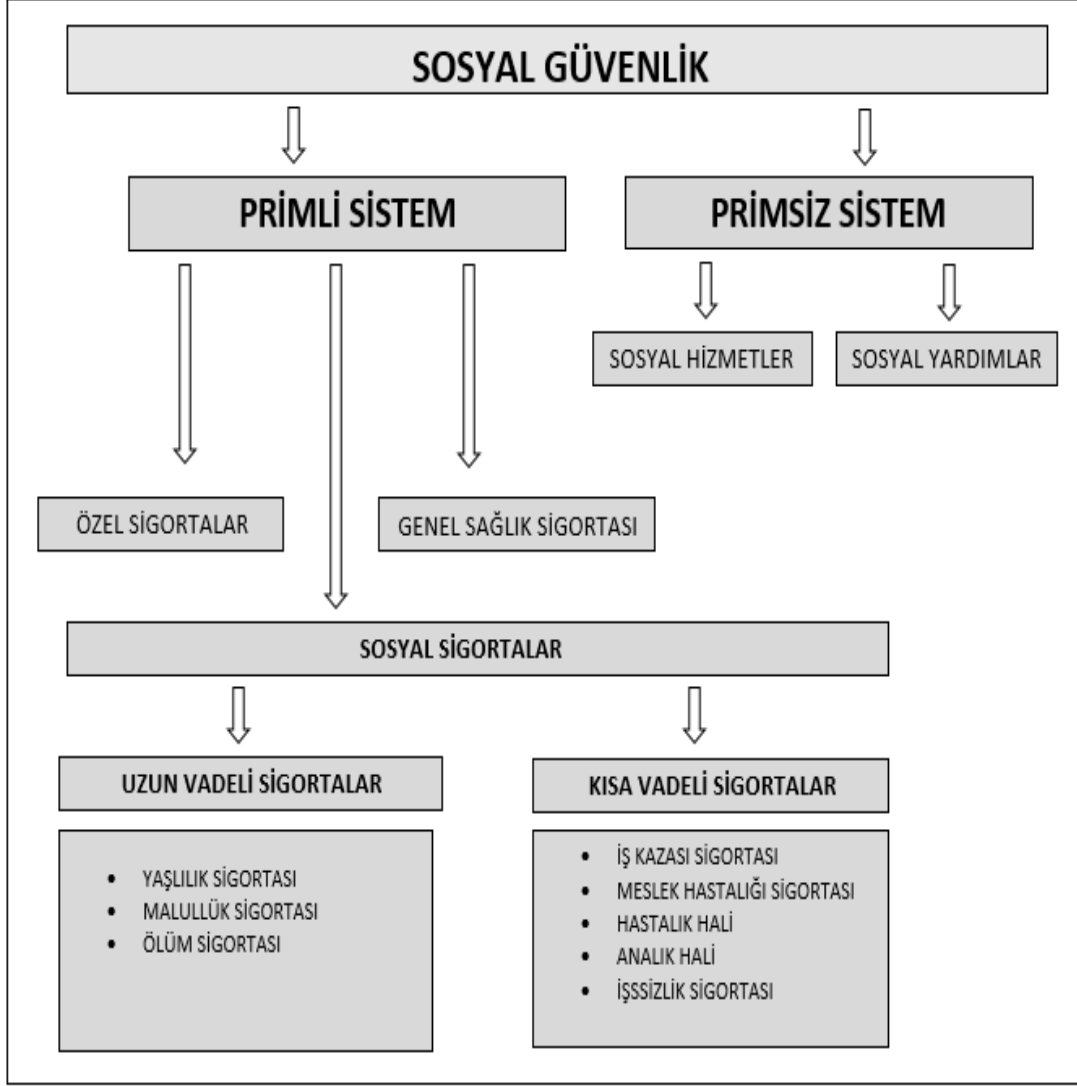 SOSYAL GÜVENLİK
PRİMLİ SİSTEM
PRİMSİZ SİSTEM
SOSYAL HİZMETLER
SOSYAL YARDIMLAR
ÖZEL SİGORTALAR
GENEL SAĞLIK SİGORTASI
SOSYAL SİGORTALAR
UZUN VADELİ SİGORTALAR
• YAŞLILIK SİGORTASI
• MALULLÜK SİGORTASI
• ÖLÜM SİGORTASI
KISA VADELİ SİGORTALAR
• İŞ KAZASI SİGORTASI
• MESLEK HASTALIĞI SİGORTASI
• HASTALIK HALİ
• ANALIK HALİ
• İŞSSİZLİK SİGORTASI